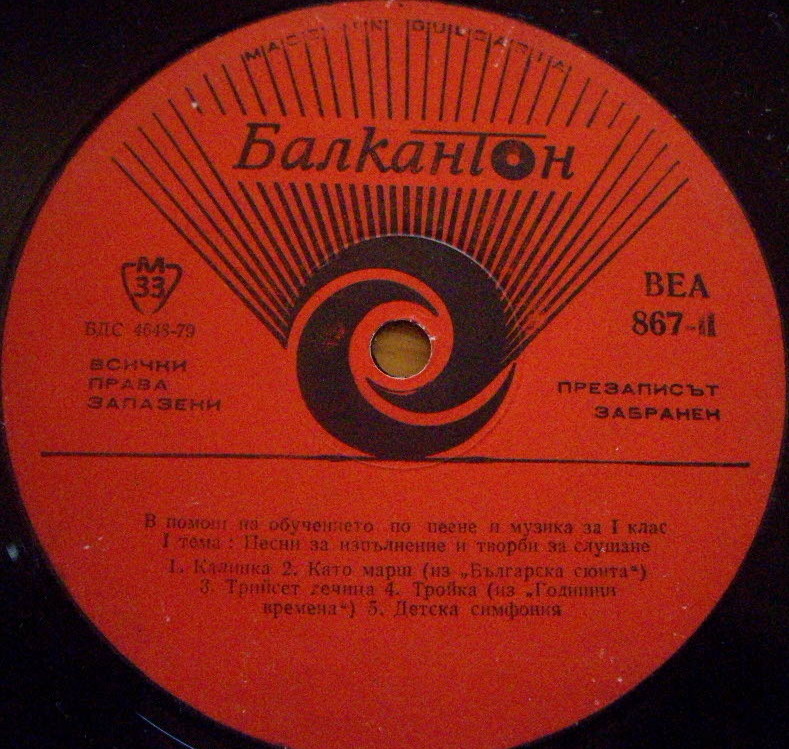 MADE IN BULGARIA
Балкантон
М
33
БДС 4648-79
ВСИЧКИ
ПРАВА
ЗАПАЗЕНИ
ВЕА
867-II
ПРЕЗАПИСЪТ
ЗАБРАНЕН
В помощ на обучението по пеене и музика за I клас
I тема : Песни за изпълнение и творби за слушане
1. Калинка 2. Като марш (из „Българска сюита“)
3. Трийсет гечица 4. Тройка (из „Годишни
времена“) 5. Детска симфония